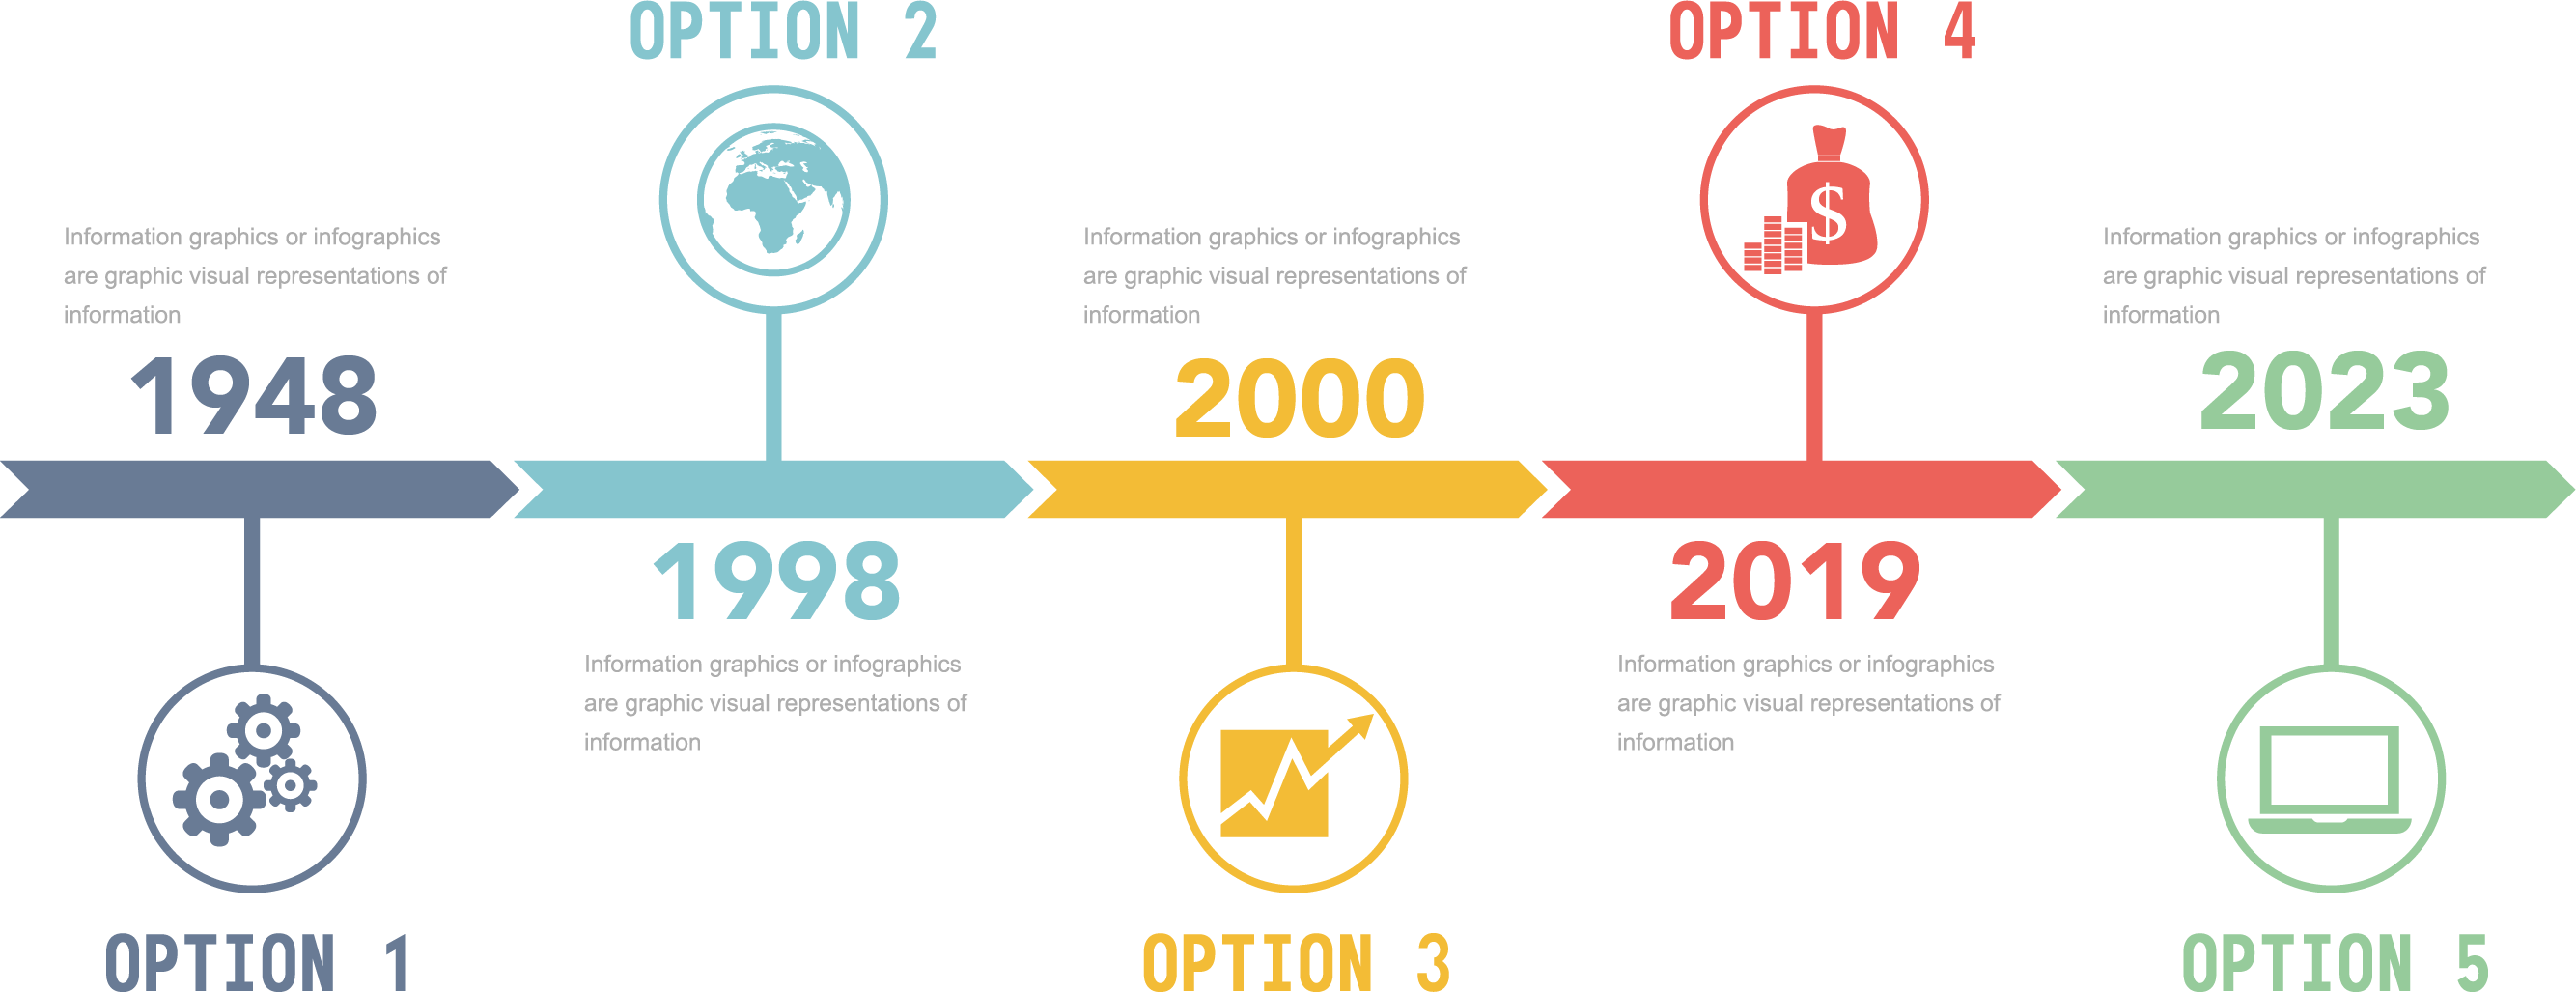 OPTION 2
OPTION 4
Information graphics or infographics
are graphic visual representations of
information
1948
Information graphics or infographics
are graphic visual representations of
information
2000
$
Information graphics or infographics
are graphic visual representations of
information
2023
1998
Information graphics or infographics
are graphic visual representations of
information
2019
Information graphics or infographics
are graphic visual representations of
information
OPTION 1
OPTION 3
OPTION 5